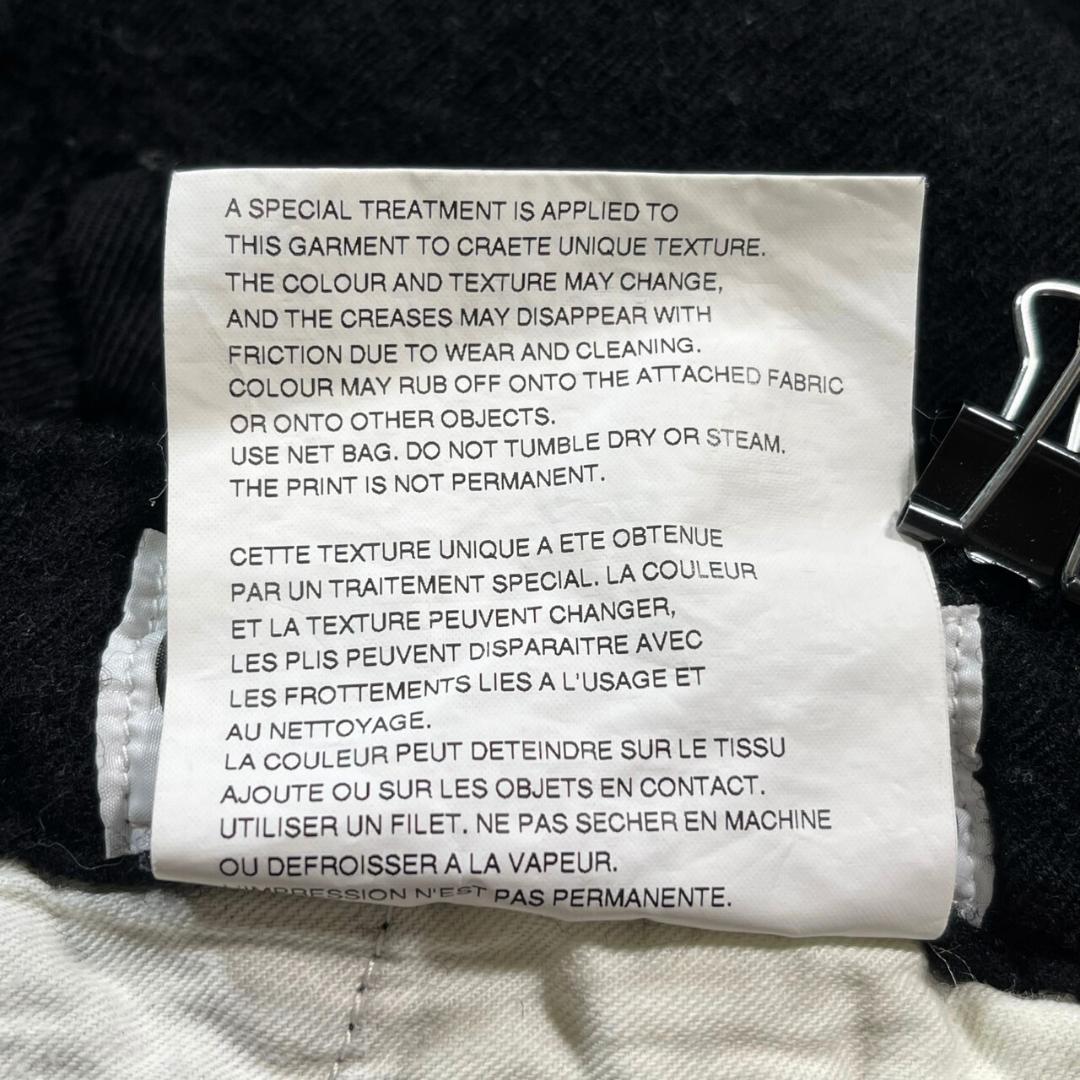 A SPECIAL TREATMENT IS APPLIED TO
THIS GARMENT TO CRAETE UNIQUE TEXTURE.
THE COLOUR AND TEXTURE MAY CHANGE,
AND THE CREASES MAY DISAPPEAR WITH
FRICTION DUE TO WEAR AND CLEANING.
COLOUR MAY RUB OFF ONTO THE ATTACHED FABRIC
OR ONTO OTHER OBJECTS.
USE NET BAG. DO NOT TUMBLE DRY OR STEAM.
THE PRINT IS NOT PERMANENT.
CETTE TEXTURE UNIQUE A ETE OBTENUE
PAR UN TRAITEMENT SPECIAL. LA COULEUR
ET LA TEXTURE PEUVENT CHANGER,
LES PLIS PEUVENT DISPARAITRE AVEC
LES FROTTEMENTS LIES A L'USAGE ET
AU NETTOYAGE.
LA COULEUR PEUT DETEINDRE SUR LE TISSU
AJOUTE OU SUR LES OBJETS EN CONTACT.
UTILISER UN FILET. NE PAS SECHER EN MACHINE
OU DEFROISSER A LA VAPEUR.
L'IMPRESSION N'EST PAS PERMANENTE.